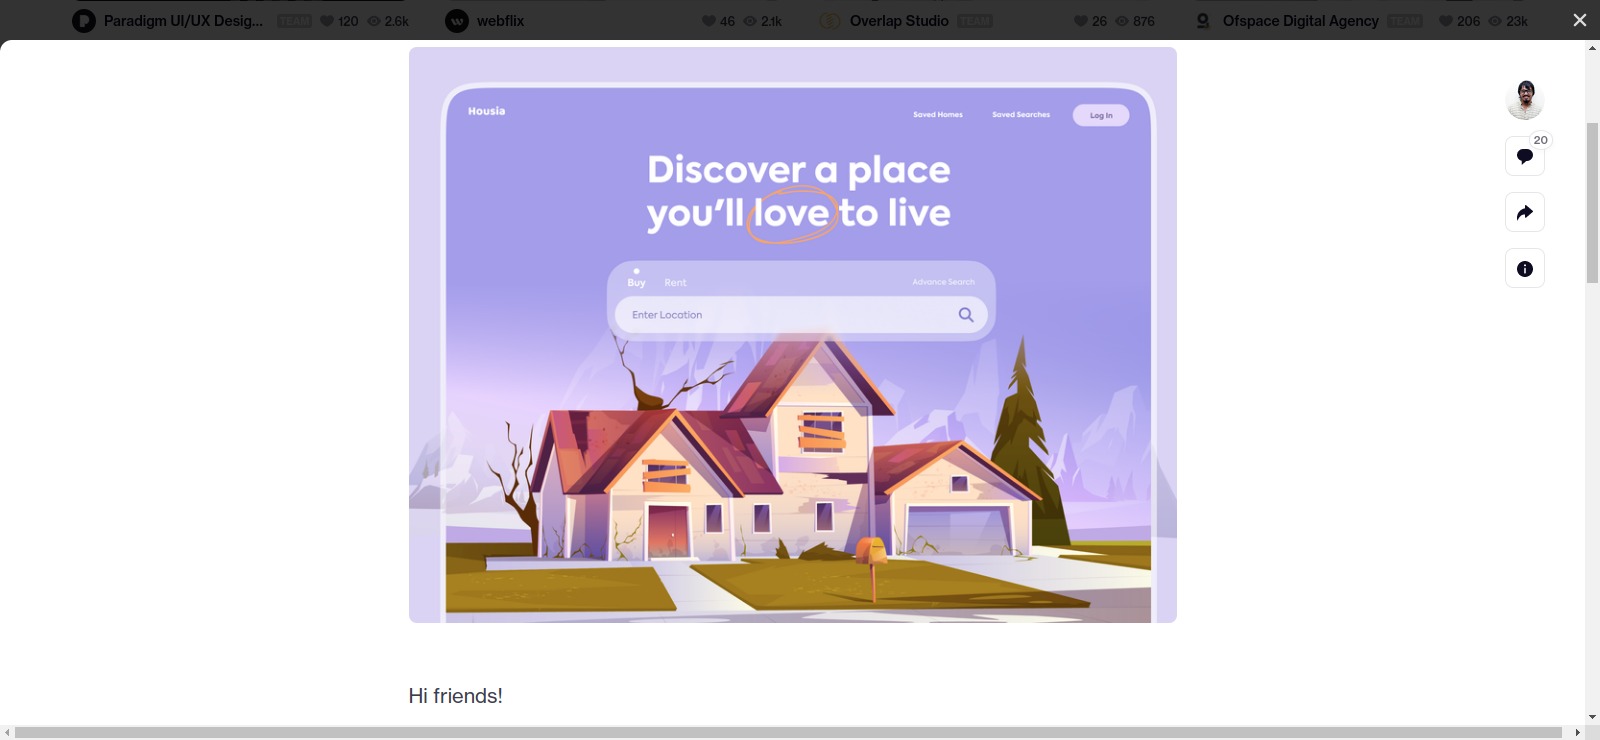 Paradigm UI/UX Desig... TEAM 120 2.6k
webflix 46 2.1k
Overlap Studio TEAM 26 876
Ofspace Digital Agency TEAM 206 23k
20
Housia
Saved Homes Saved Searches Log In
Discover a place
you'll love to live
Buy Rent Advance Search
Enter Location
Hi friends!